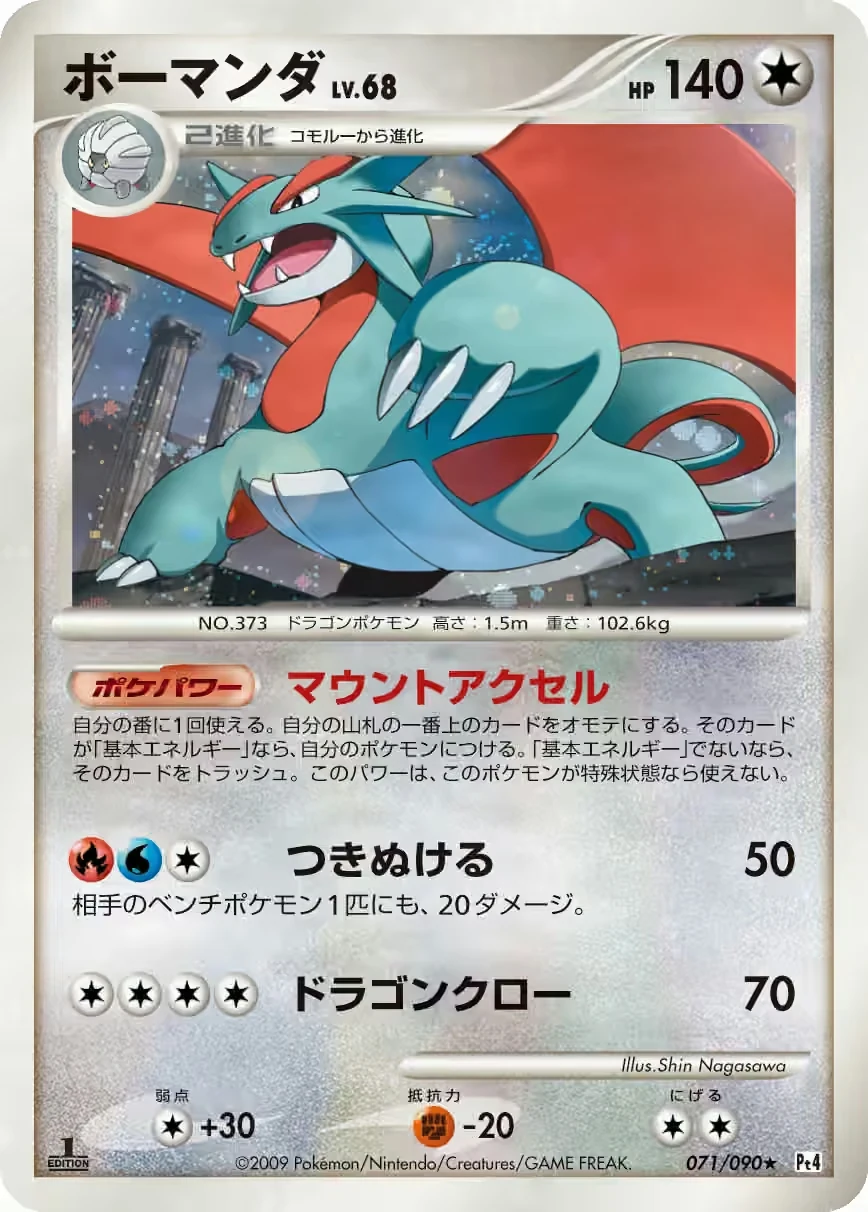 ボーマンダ LV.68 HP 140
2進化 コモルーから進化
NO.373 ドラゴンポケモン 高さ:1.5m 重さ:102.6kg
ポケパワー マウントアクセル
自分の番に1回使える。自分の山札の一番上のカードをオモテにする。そのカード
が「基本エネルギー」なら、自分のポケモンにつける。「基本エネルギー」でないなら、
そのカードをトラッシュ。このパワーは、このポケモンが特殊状態なら使えない。
つきぬける 50
相手のベンチポケモン1匹にも、20ダメージ。
ドラゴンクロー 70
Illus.Shin Nagasawa
弱点 抵抗力 にげる
+30 -20
1 EDITION ©2009 Pokémon/Nintendo/Creatures/GAME FREAK. 071/090★ Pt4